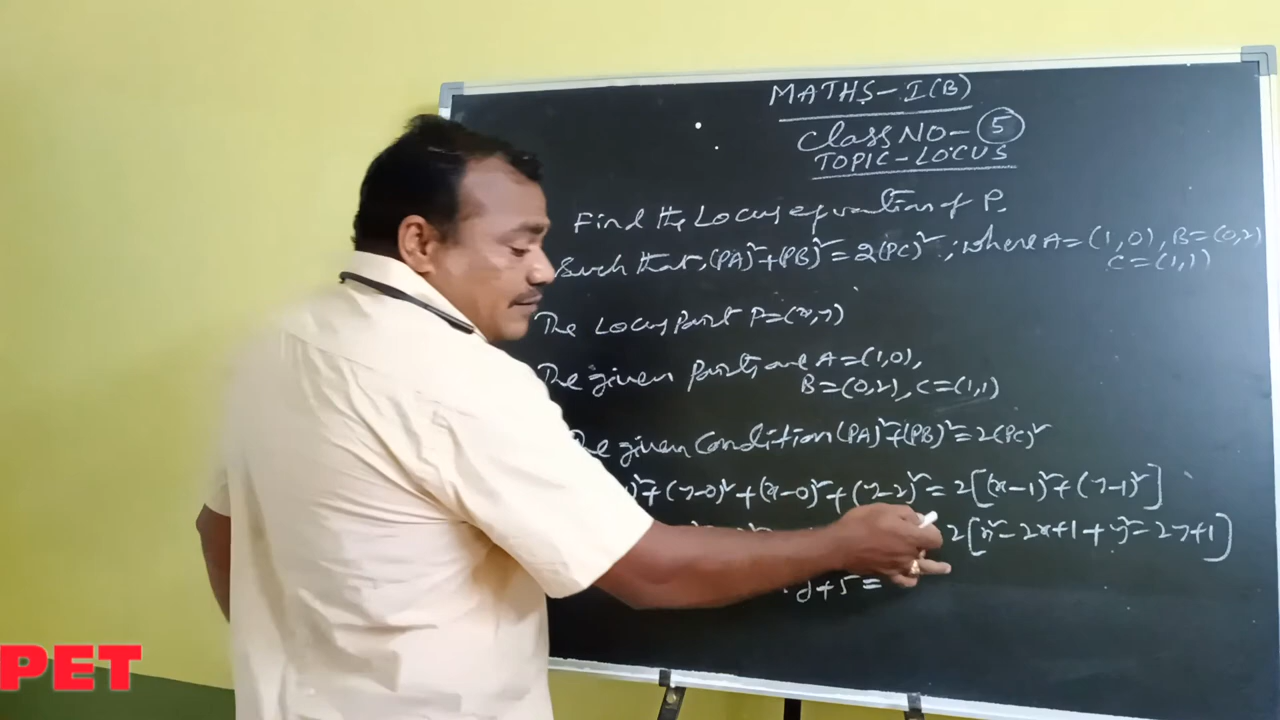 MATHS-I(B)
Class NO-5
TOPIC-LOCUS
Find the Locus equation of P.
Such that, (PA)²+(PB)²=2(PC)², where A=(1,0), B=(0,2)
C=(1,1)
The Locus Point P=(x,y)
The given points are A=(1,0),
B=(0,2), C=(1,1)
given Condition (PA)²+(PB)²=2(PC)²
)²+(y-0)²+(x-0)²+(y-2)²=2[(x-1)²+(y-1)²]
2[x²-2x+1+y²-2y+1]
+5=
PET